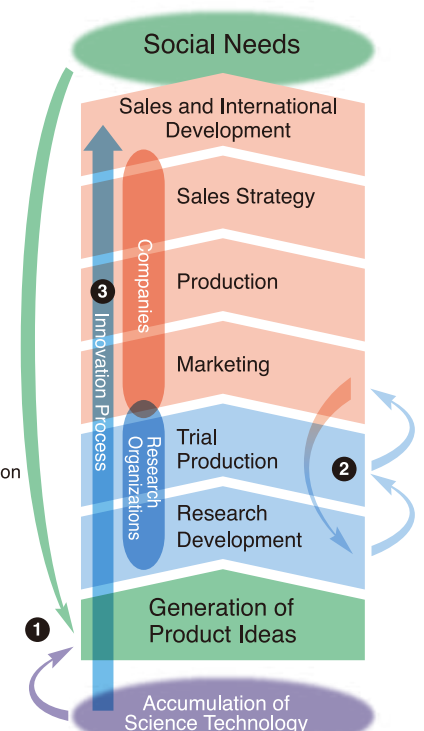 Social Needs
Sales and International
Development
Sales Strategy
Companies
Production
3
Innovation Process
Marketing
Trial
Production
Research
Organizations
2
on
Research
Development
Generation of
Product Ideas
1
Accumulation of
Science Technology